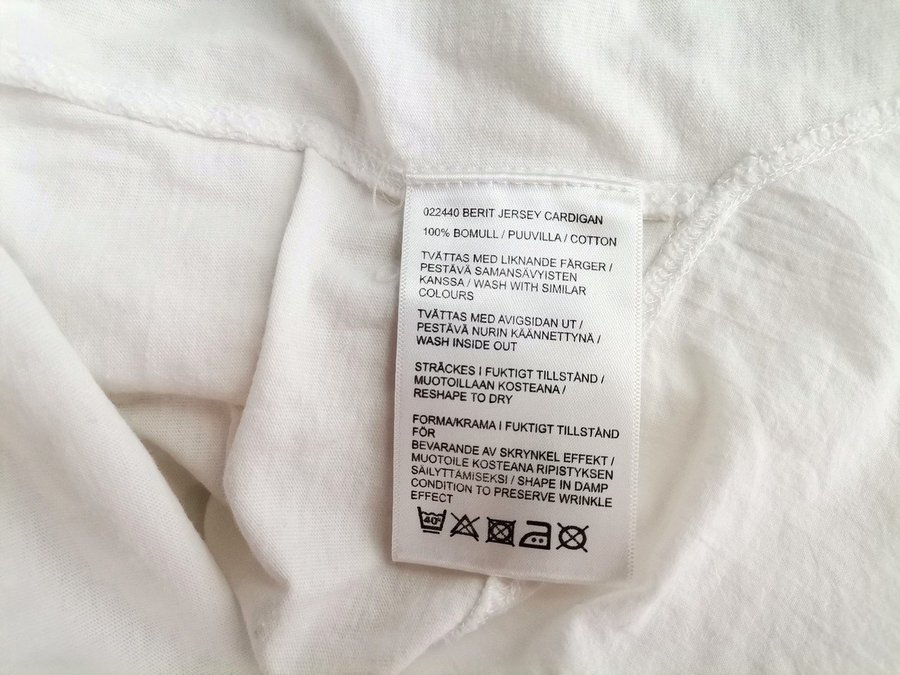 022440 BERIT JERSEY CARDIGAN
100% BOMULL / PUUVILLA / COTTON
TVÄTTAS MED LIKNANDE FÄRGER /
PESTÄVÄ SAMANSÄVYISTEN
KANSSA / WASH WITH SIMILAR
COLOURS
TVÄTTAS MED AVIGSIDAN UT /
PESTÄVÄ NURIN KÄÄNNETTYNÄ /
WASH INSIDE OUT
STRÄCKES I FUKTIGT TILLSTÅND /
MUOTOILLAAN KOSTEANA /
RESHAPE TO DRY
FORMA/KRAMA I FUKTIGT TILLSTÅND
FÖR
BEVARANDE AV SKRYNKEL EFFEKT /
MUOTOILE KOSTEANA RIPISTYKSEN
SÄILYTTÄMISEKSI / SHAPE IN DAMP
CONDITION TO PRESERVE WRINKLE
EFFECT
40°